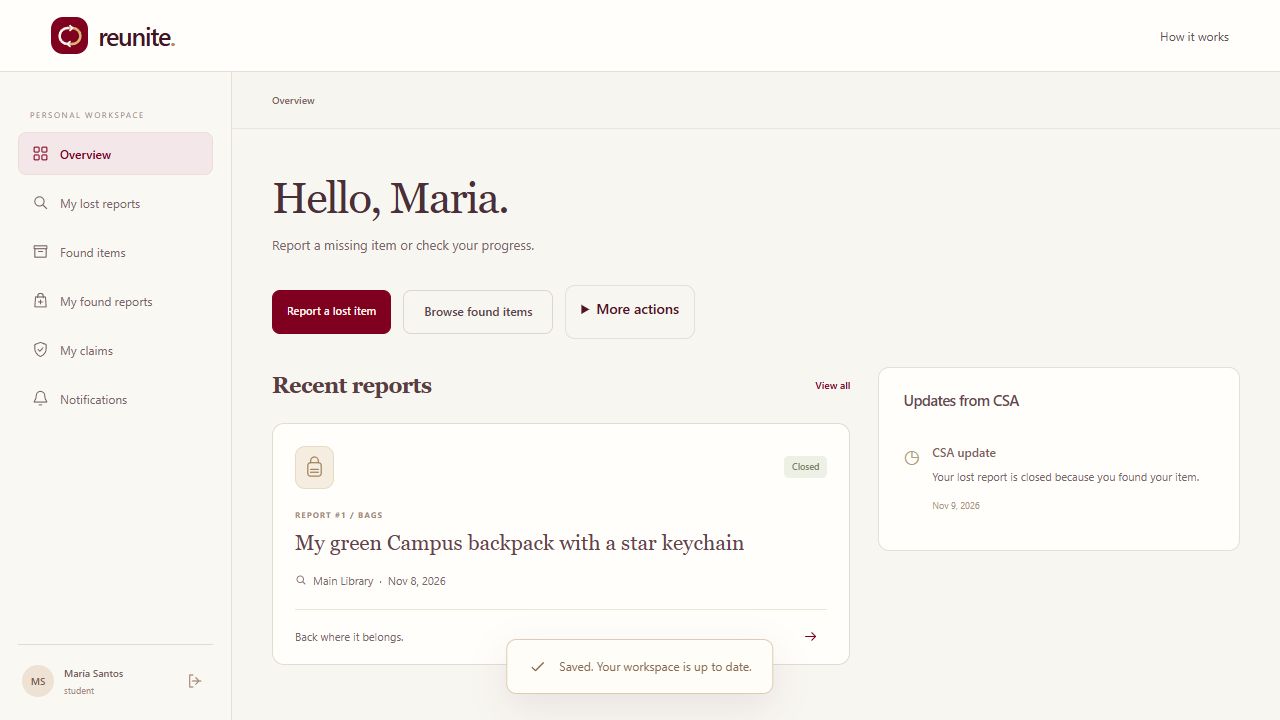 reunite.
How it works
PERSONAL WORKSPACE
Overview
My lost reports
Found items
My found reports
My claims
Notifications
MS
Maria Santos
student
Overview
Hello, Maria.
Report a missing item or check your progress.
Report a lost item
Browse found items
More actions
Recent reports
View all
Closed
REPORT #1 / BAGS
My green Campus backpack with a star keychain
Main Library · Nov 8, 2026
Back where it belongs.
Updates from CSA
CSA update
Your lost report is closed because you found your item.
Nov 9, 2026
Saved. Your workspace is up to date.